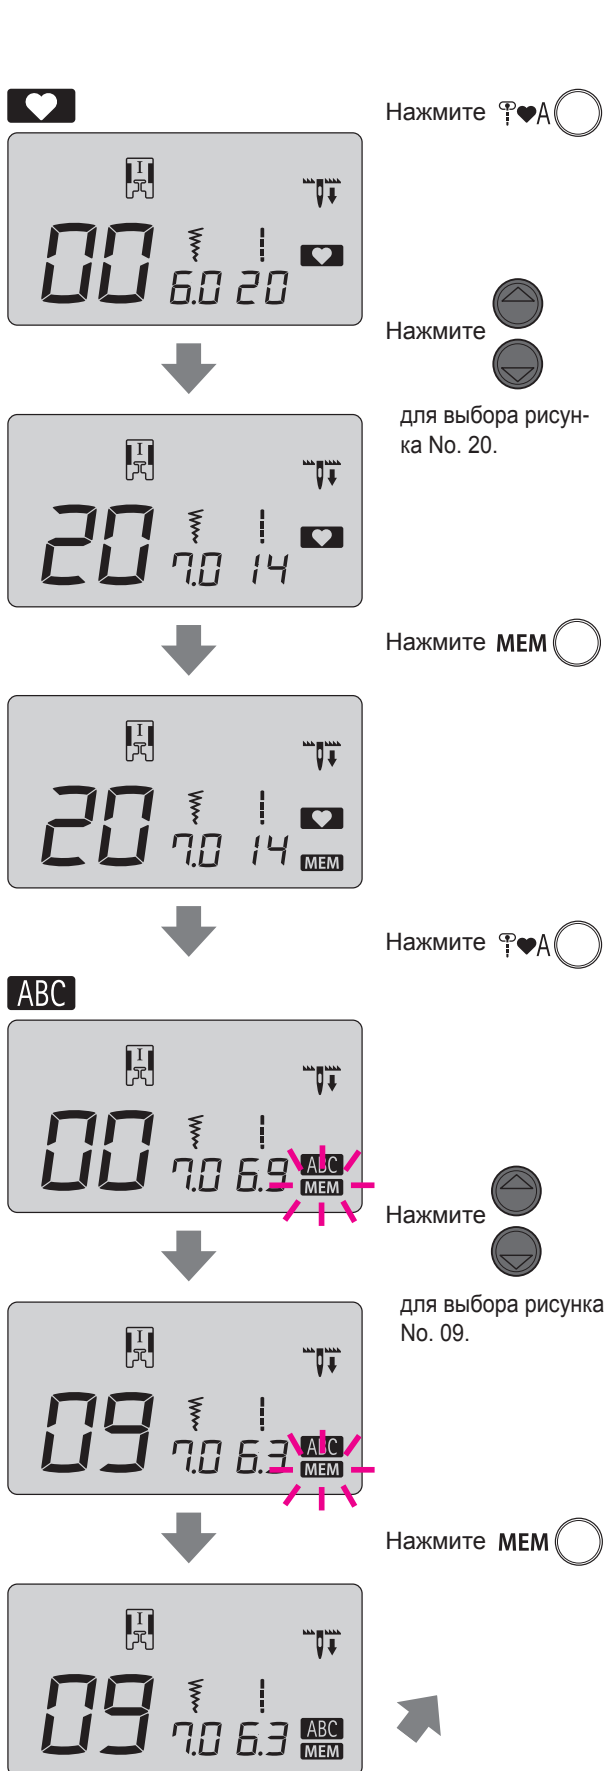 Нажмите A
I
00 6.0 20
Нажмите
для выбора рисун-
ка No. 20.
I
20 7.0 14
Нажмите MEM
I
20 7.0 14
MEM
Нажмите A
ABC
I
00 7.0 6.9 ABC
MEM
Нажмите
для выбора рисунка
No. 09.
I
09 7.0 6.3 ABC
MEM
Нажмите MEM
I
09 7.0 6.3 ABC
MEM